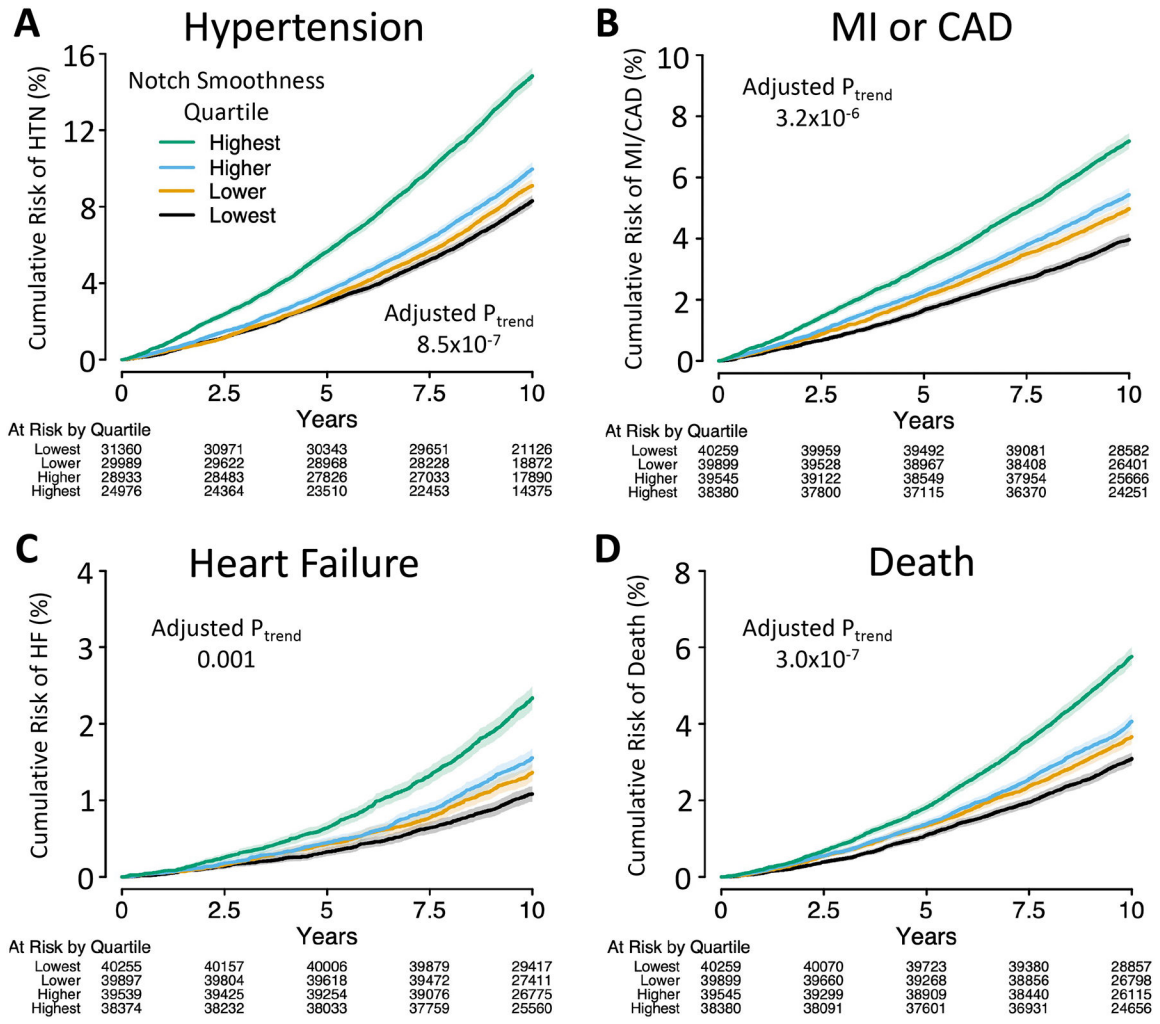 A
Hypertension
Cumulative Risk of HTN (%)
16
12
8
4
0
Notch Smoothness
Quartile
Highest
Higher
Lower
Lowest
Adjusted Ptrend
8.5x10-7
0 2.5 5 7.5 10
Years
At Risk by Quartile
Lowest 31360 30971 30343 29651 21126
Lower 29989 29622 28968 28228 18872
Higher 28933 28483 27826 27033 17890
Highest 24976 24364 23510 22453 14375
B
MI or CAD
Cumulative Risk of MI/CAD (%)
10
8
6
4
2
0
Adjusted Ptrend
3.2x10-6
0 2.5 5 7.5 10
Years
At Risk by Quartile
Lowest 40259 39959 39492 39081 28582
Lower 39899 39528 38967 38408 26401
Higher 39545 39122 38549 37954 25666
Highest 38380 37800 37115 36370 24251
C
Heart Failure
Cumulative Risk of HF (%)
4
3
2
1
0
Adjusted Ptrend
0.001
0 2.5 5 7.5 10
Years
At Risk by Quartile
Lowest 40255 40157 40006 39879 29417
Lower 39897 39804 39618 39472 27411
Higher 39539 39425 39254 39076 26775
Highest 38374 38232 38033 37759 25560
D
Death
Cumulative Risk of Death (%)
8
6
4
2
0
Adjusted Ptrend
3.0x10-7
0 2.5 5 7.5 10
Years
At Risk by Quartile
Lowest 40259 40070 39723 39380 28857
Lower 39899 39660 39268 38856 26798
Higher 39545 39299 38909 38440 26115
Highest 38380 38091 37601 36931 24656